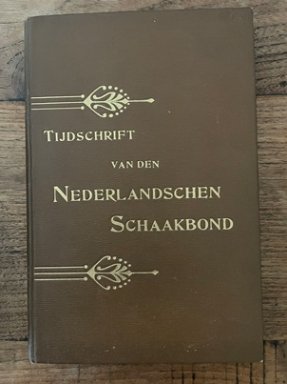 Tijdschrift
van den
Nederlandschen
Schaakbond